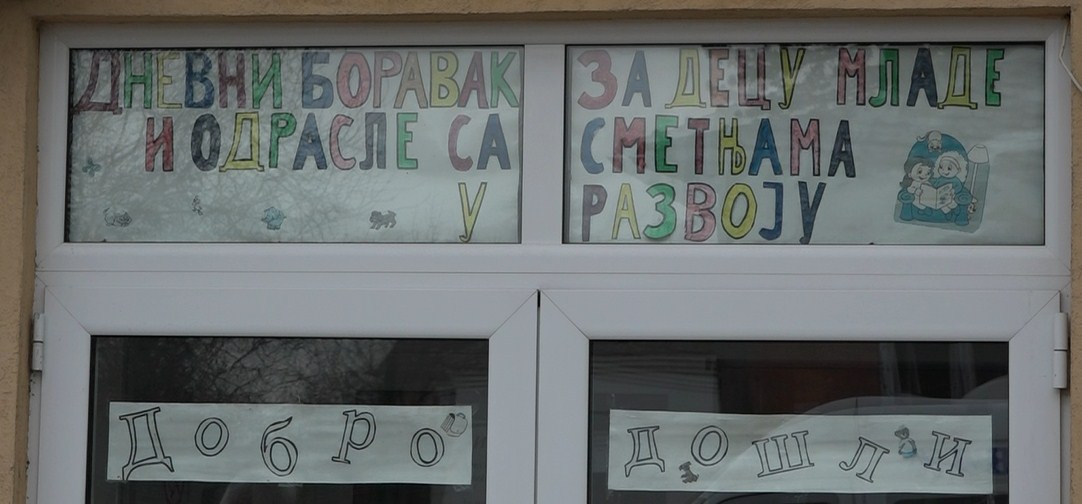 ДНЕВНИ БОРАВАК ЗА ДЕЦУ МЛАДЕ
И ОДРАСЛЕ СА СМЕТЊАМА
У РАЗВОЈУ
Добро дошли